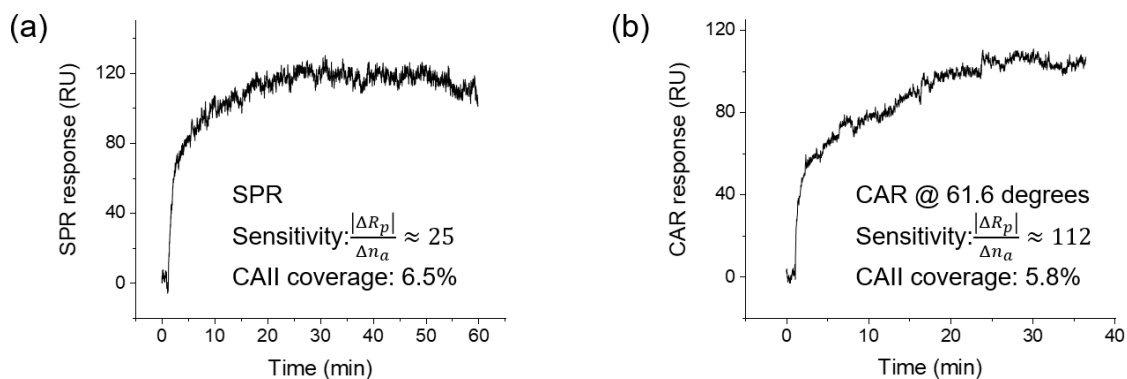 (a)
SPR response (RU)
120
80
40
0
SPR
Sensitivity: |ΔR_p|/Δn_a ≈ 25
CAII coverage: 6.5%
0 10 20 30 40 50 60
Time (min)
(b)
CAR response (RU)
120
80
40
0
CAR @ 61.6 degrees
Sensitivity: |ΔR_p|/Δn_a ≈ 112
CAII coverage: 5.8%
0 10 20 30 40
Time (min)